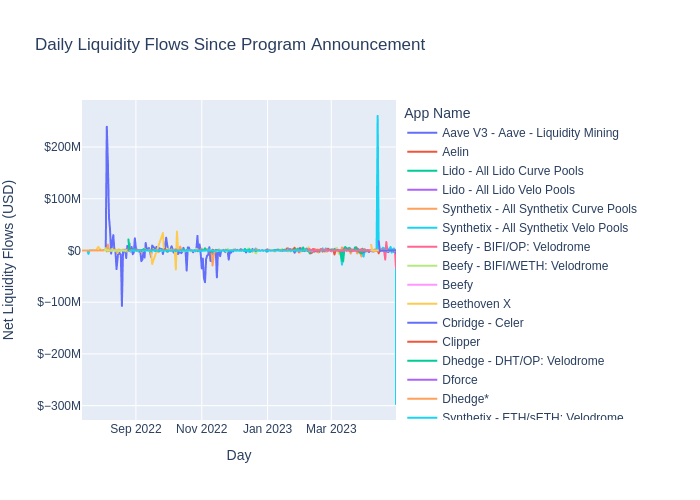 Daily Liquidity Flows Since Program Announcement
App Name
Aave V3 - Aave - Liquidity Mining
Aelin
Lido - All Lido Curve Pools
Lido - All Lido Velo Pools
Synthetix - All Synthetix Curve Pools
Synthetix - All Synthetix Velo Pools
Beefy - BIFI/OP: Velodrome
Beefy - BIFI/WETH: Velodrome
Beefy
Beethoven X
Cbridge - Celer
Clipper
Dhedge - DHT/OP: Velodrome
Dforce
Dhedge*
Synthetix - ETH/sETH: Velodrome
$200M
$100M
$0
$−100M
$−200M
$−300M
Net Liquidity Flows (USD)
Sep 2022
Nov 2022
Jan 2023
Mar 2023
Day